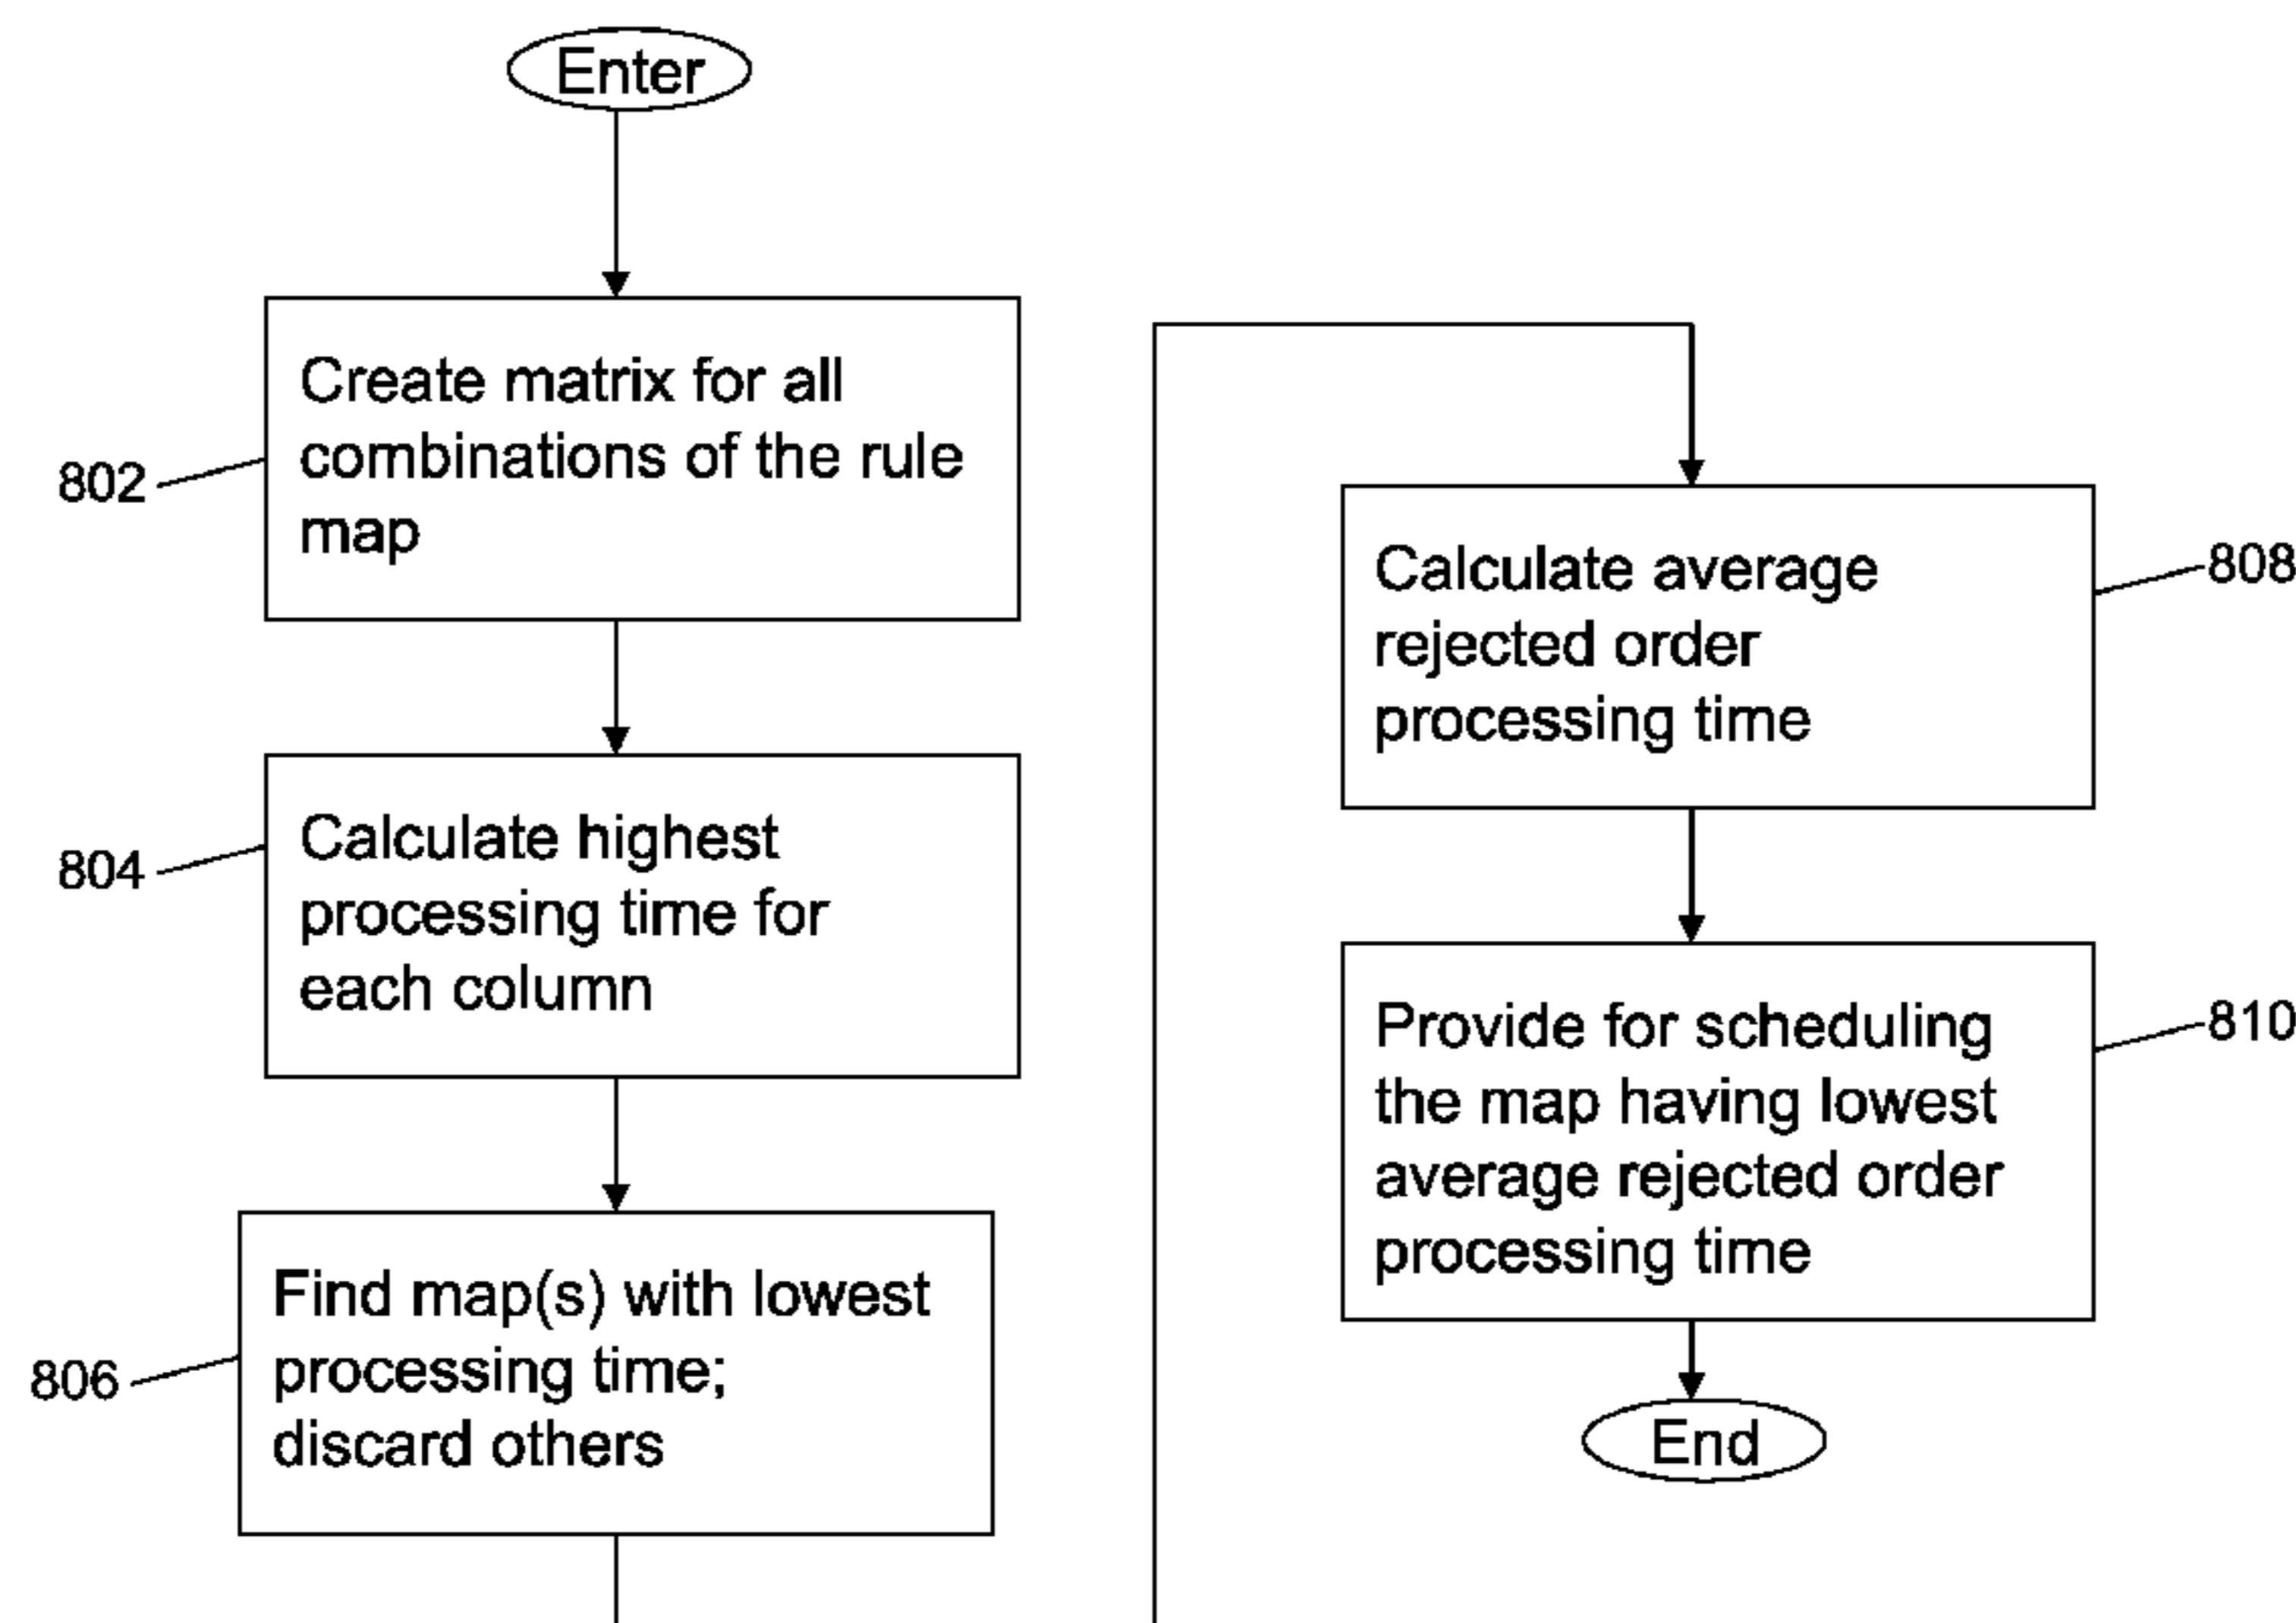 Enter
802
Create matrix for all
combinations of the rule
map
804
Calculate highest
processing time for
each column
806
Find map(s) with lowest
processing time;
discard others
808
Calculate average
rejected order
processing time
810
Provide for scheduling
the map having lowest
average rejected order
processing time
End